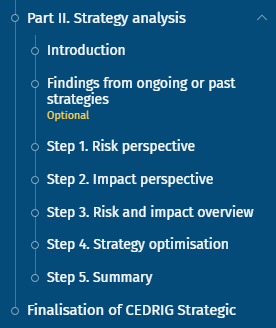 Part II. Strategy analysis
Introduction
Findings from ongoing or past
strategies
Optional
Step 1. Risk perspective
Step 2. Impact perspective
Step 3. Risk and impact overview
Step 4. Strategy optimisation
Step 5. Summary
Finalisation of CEDRIG Strategic